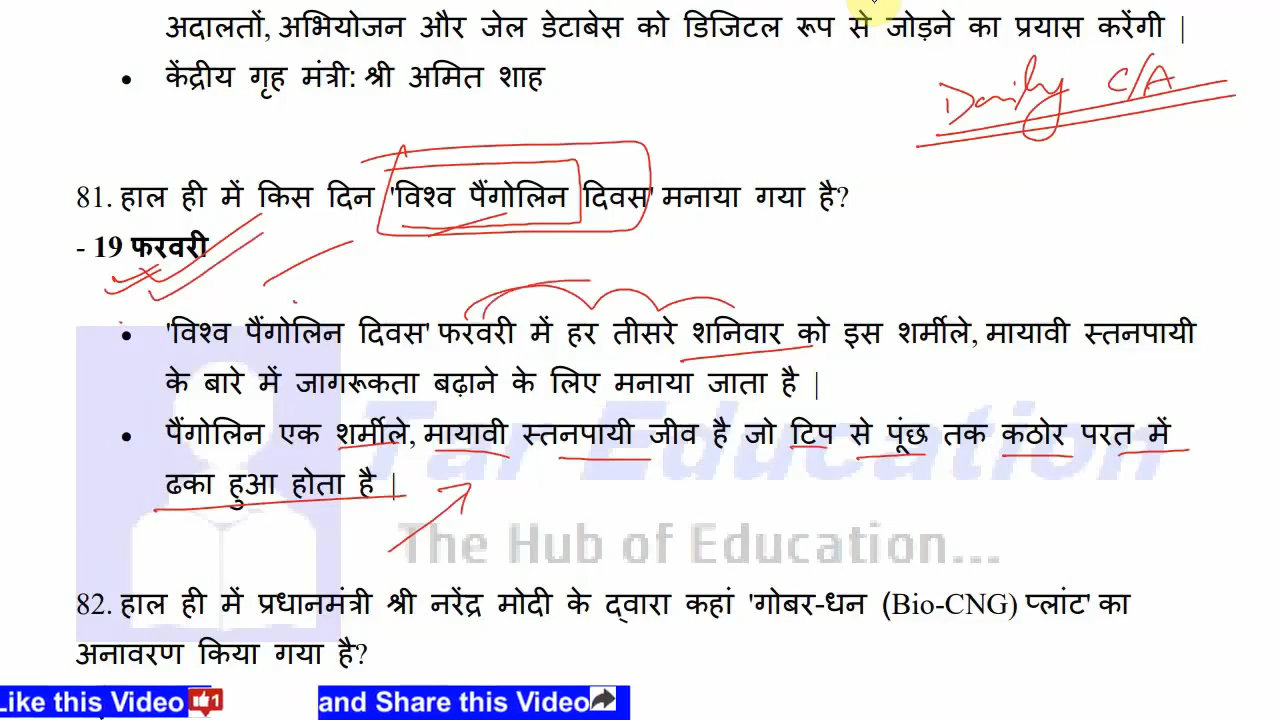 अदालतों, अभियोजन और जेल डेटाबेस को डिजिटल रूप से जोड़ने का प्रयास करेंगी |
• केंद्रीय गृह मंत्री: श्री अमित शाह
Daily C/A
81. हाल ही में किस दिन 'विश्व पैंगोलिन दिवस' मनाया गया है?
- 19 फरवरी
• 'विश्व पैंगोलिन दिवस' फरवरी में हर तीसरे शनिवार को इस शर्मीले, मायावी स्तनपायी
के बारे में जागरूकता बढ़ाने के लिए मनाया जाता है |
• पैंगोलिन एक शर्मीले, मायावी स्तनपायी जीव है जो टिप से पूंछ तक कठोर परत में
ढका हुआ होता है |
Tar Education
The Hub of Education...
82. हाल ही में प्रधानमंत्री श्री नरेंद्र मोदी के द्वारा कहां 'गोबर-धन (Bio-CNG) प्लांट' का
अनावरण किया गया है?
Like this Video 1 and Share this Video